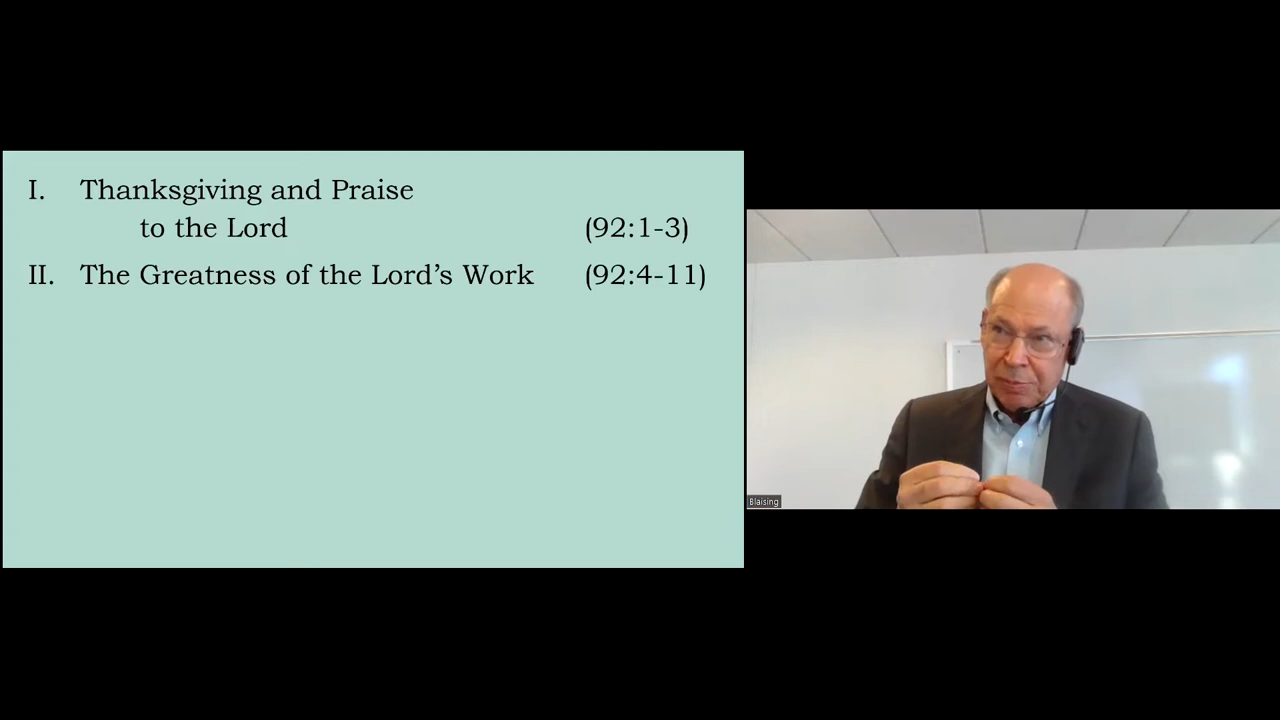 I. Thanksgiving and Praise
to the Lord (92:1-3)
II. The Greatness of the Lord’s Work (92:4-11)
Blaising